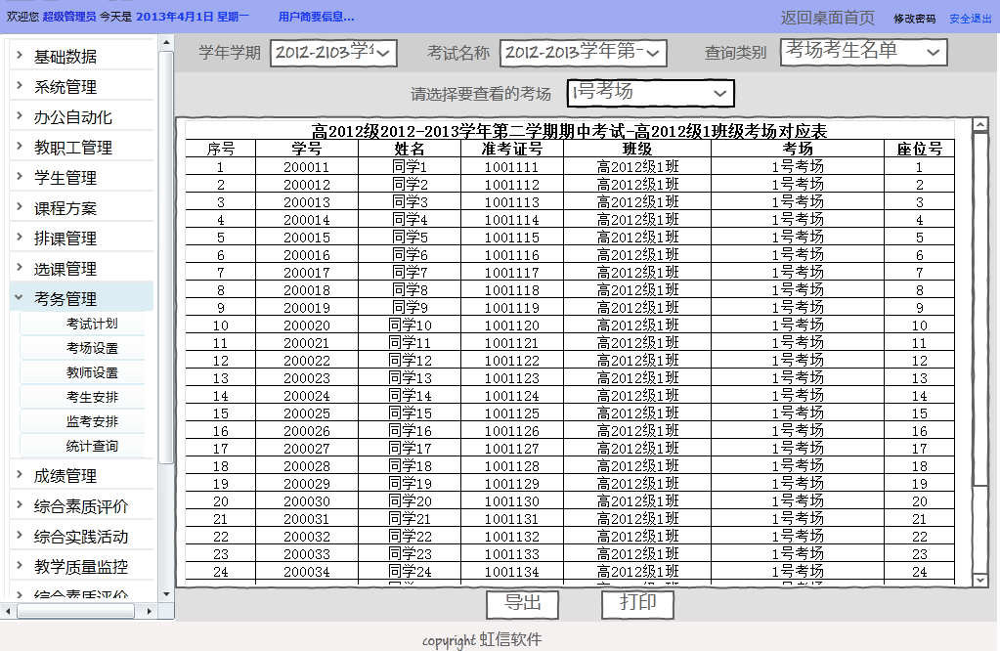 欢迎您 超级管理员 今天是 2013年4月1日 星期一 用户简要信息... 返回桌面首页 修改密码 安全退出
基础数据
系统管理
办公自动化
教职工管理
学生管理
课程方案
排课管理
选课管理
考务管理
考试计划
考场设置
教师设置
考生安排
监考安排
统计查询
成绩管理
综合素质评价
综合实践活动
教学质量监控
综合素质评价
学年学期 2012-2103学年 考试名称 2012-2013学年第一 查询类别 考场考生名单
请选择要查看的考场 1号考场
高2012级2012-2013学年第二学期期中考试-高2012级1班级考场对应表
序号 学号 姓名 准考证号 班级 考场 座位号
1 200011 同学1 1001111 高2012级1班 1号考场 1
2 200012 同学2 1001112 高2012级1班 1号考场 2
3 200013 同学3 1001113 高2012级1班 1号考场 3
4 200014 同学4 1001114 高2012级1班 1号考场 4
5 200015 同学5 1001115 高2012级1班 1号考场 5
6 200016 同学6 1001116 高2012级1班 1号考场 6
7 200017 同学7 1001117 高2012级1班 1号考场 7
8 200018 同学8 1001118 高2012级1班 1号考场 8
9 200019 同学9 1001119 高2012级1班 1号考场 9
10 200020 同学10 1001120 高2012级1班 1号考场 10
11 200021 同学11 1001121 高2012级1班 1号考场 11
12 200022 同学12 1001122 高2012级1班 1号考场 12
13 200023 同学13 1001123 高2012级1班 1号考场 13
14 200024 同学14 1001124 高2012级1班 1号考场 14
15 200025 同学15 1001125 高2012级1班 1号考场 15
16 200026 同学16 1001126 高2012级1班 1号考场 16
17 200027 同学17 1001127 高2012级1班 1号考场 17
18 200028 同学18 1001128 高2012级1班 1号考场 18
19 200029 同学19 1001129 高2012级1班 1号考场 19
20 200030 同学20 1001130 高2012级1班 1号考场 20
21 200031 同学21 1001131 高2012级1班 1号考场 21
22 200032 同学22 1001132 高2012级1班 1号考场 22
23 200033 同学23 1001133 高2012级1班 1号考场 23
24 200034 同学24 1001134 高2012级1班 1号考场 24
导出 打印
copyright 虹信软件